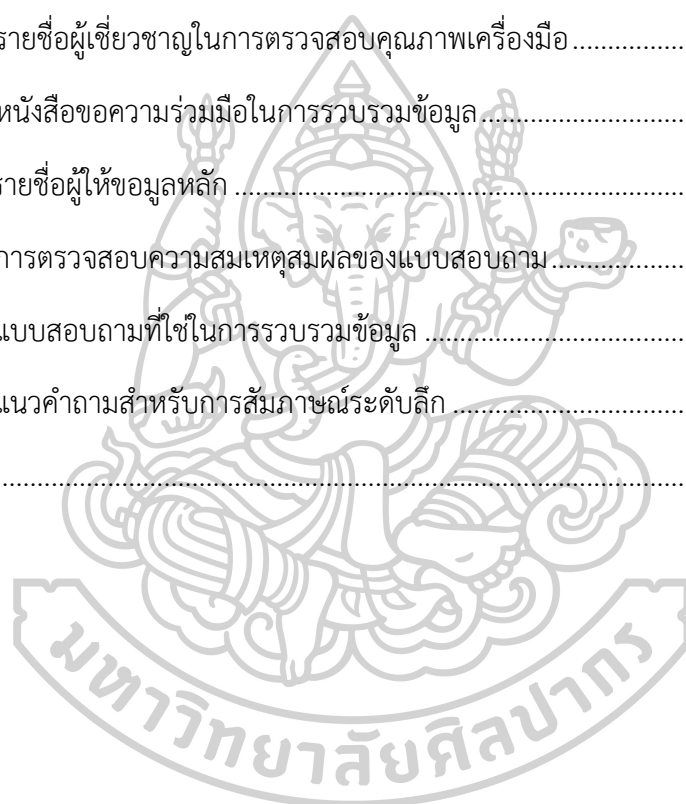 รายชื่อผู้เชี่ยวชาญในการตรวจสอบคุณภาพเครื่องมือ................
หนังสือขอความร่วมมือในการรวบรวมข้อมูล............................
รายชื่อผู้ให้ขอมูลหลัก ..............................................................
การตรวจสอบความสมเหตุสมผลของแบบสอบถาม...................
แบบสอบถามที่ใช่ในการรวบรวมข้อมูล ...................................
แนวคำถามสำหรับการสัมภาษณ์ระดับลึก ................................
...............................................................................................
มหาวิทยาลัยศิลปากร